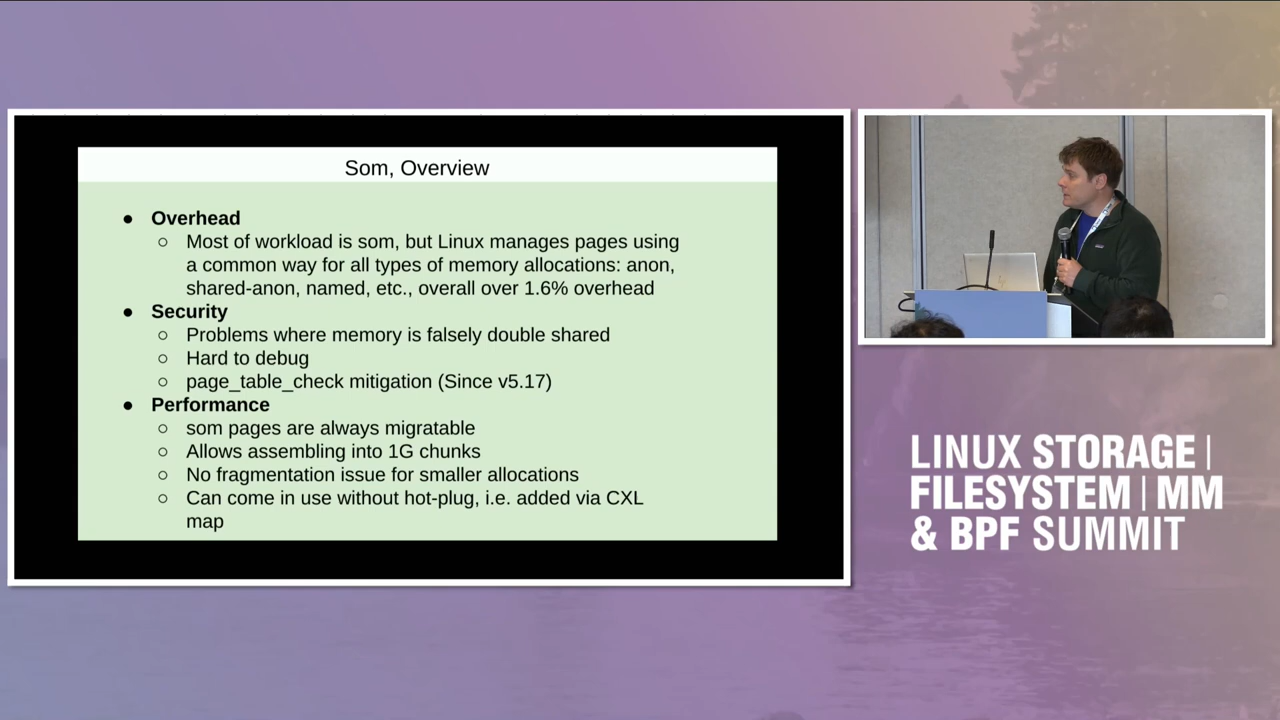 Som, Overview
● Overhead
○ Most of workload is som, but Linux manages pages using
a common way for all types of memory allocations: anon,
shared-anon, named, etc., overall over 1.6% overhead
● Security
○ Problems where memory is falsely double shared
○ Hard to debug
○ page_table_check mitigation (Since v5.17)
● Performance
○ som pages are always migratable
○ Allows assembling into 1G chunks
○ No fragmentation issue for smaller allocations
○ Can come in use without hot-plug, i.e. added via CXL
map
LINUX STORAGE |
FILESYSTEM | MM
& BPF SUMMIT